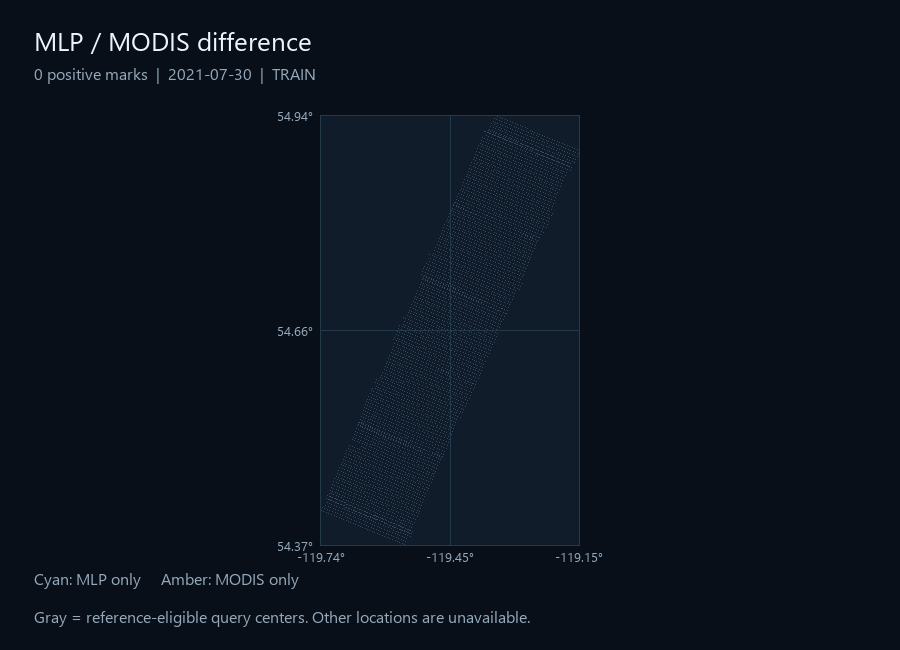 MLP / MODIS difference
0 positive marks | 2021-07-30 | TRAIN
54.94°
54.66°
54.37°
-119.74° -119.45° -119.15°
Cyan: MLP only Amber: MODIS only
Gray = reference-eligible query centers. Other locations are unavailable.